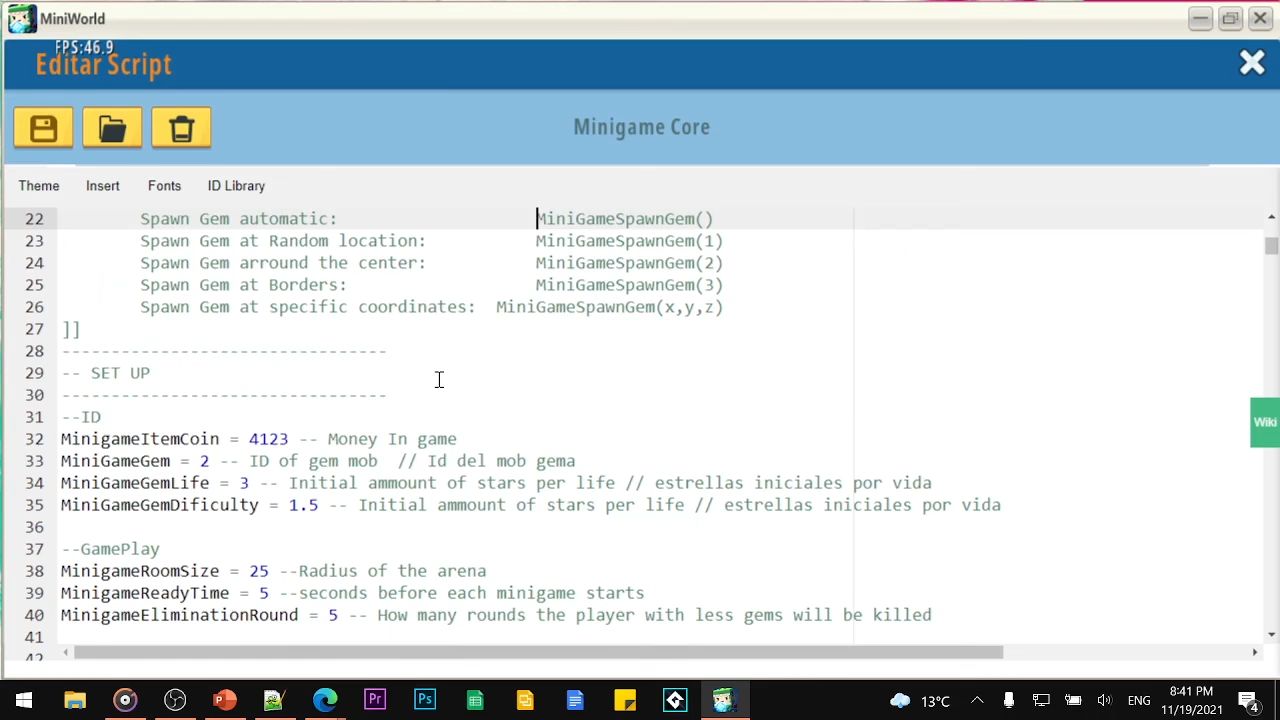 MiniWorld
FPS:46.9
Editar Script
Minigame Core
Theme Insert Fonts ID Library
22 Spawn Gem automatic: MiniGameSpawnGem()
23 Spawn Gem at Random location: MiniGameSpawnGem(1)
24 Spawn Gem arround the center: MiniGameSpawnGem(2)
25 Spawn Gem at Borders: MiniGameSpawnGem(3)
26 Spawn Gem at specific coordinates: MiniGameSpawnGem(x,y,z)
27 ]]
28 ---------------------------------
29 -- SET UP
30 ---------------------------------
31 --ID
32 MinigameItemCoin = 4123 -- Money In game
33 MiniGameGem = 2 -- ID of gem mob // Id del mob gema
34 MiniGameGemLife = 3 -- Initial ammount of stars per life // estrellas iniciales por vida
35 MiniGameGemDificulty = 1.5 -- Initial ammount of stars per life // estrellas iniciales por vida
36
37 --GamePlay
38 MinigameRoomSize = 25 --Radius of the arena
39 MinigameReadyTime = 5 --seconds before each minigame starts
40 MinigameEliminationRound = 5 -- How many rounds the player with less gems will be killed
41
42
Wiki
Pr Ps 13°C ENG 8:41 PM
11/19/2021 4